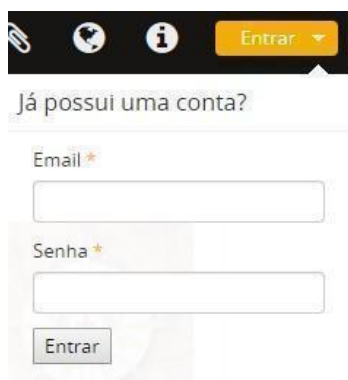 Entrar
Já possui uma conta?
Email *
Senha *
Entrar